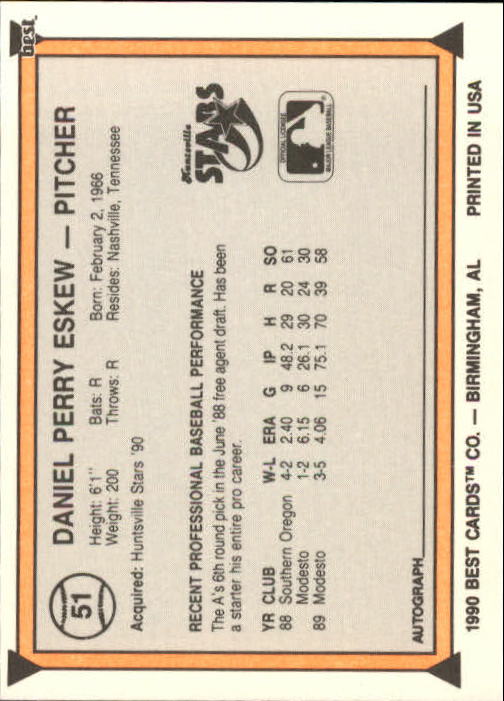 best
51
DANIEL PERRY ESKEW — PITCHER
Height: 6'1" Bats: R Born: February 2, 1966
Weight: 200 Throws: R Resides: Nashville, Tennessee
Acquired: Huntsville Stars '90
Huntsville
STARS
OFFICIAL LICENSEE
MAJOR LEAGUE BASEBALL
RECENT PROFESSIONAL BASEBALL PERFORMANCE
The A's 6th round pick in the June '88 free agent draft. Has been
a starter his entire pro career.
YR CLUB W-L ERA G IP H R SO
88 Southern Oregon 4-2 2.40 9 48.2 29 20 61
Modesto 1-2 6.15 6 26.1 30 24 30
89 Modesto 3-5 4.06 15 75.1 70 39 58
AUTOGRAPH
1990 BEST CARDS™ CO. — BIRMINGHAM, AL PRINTED IN USA